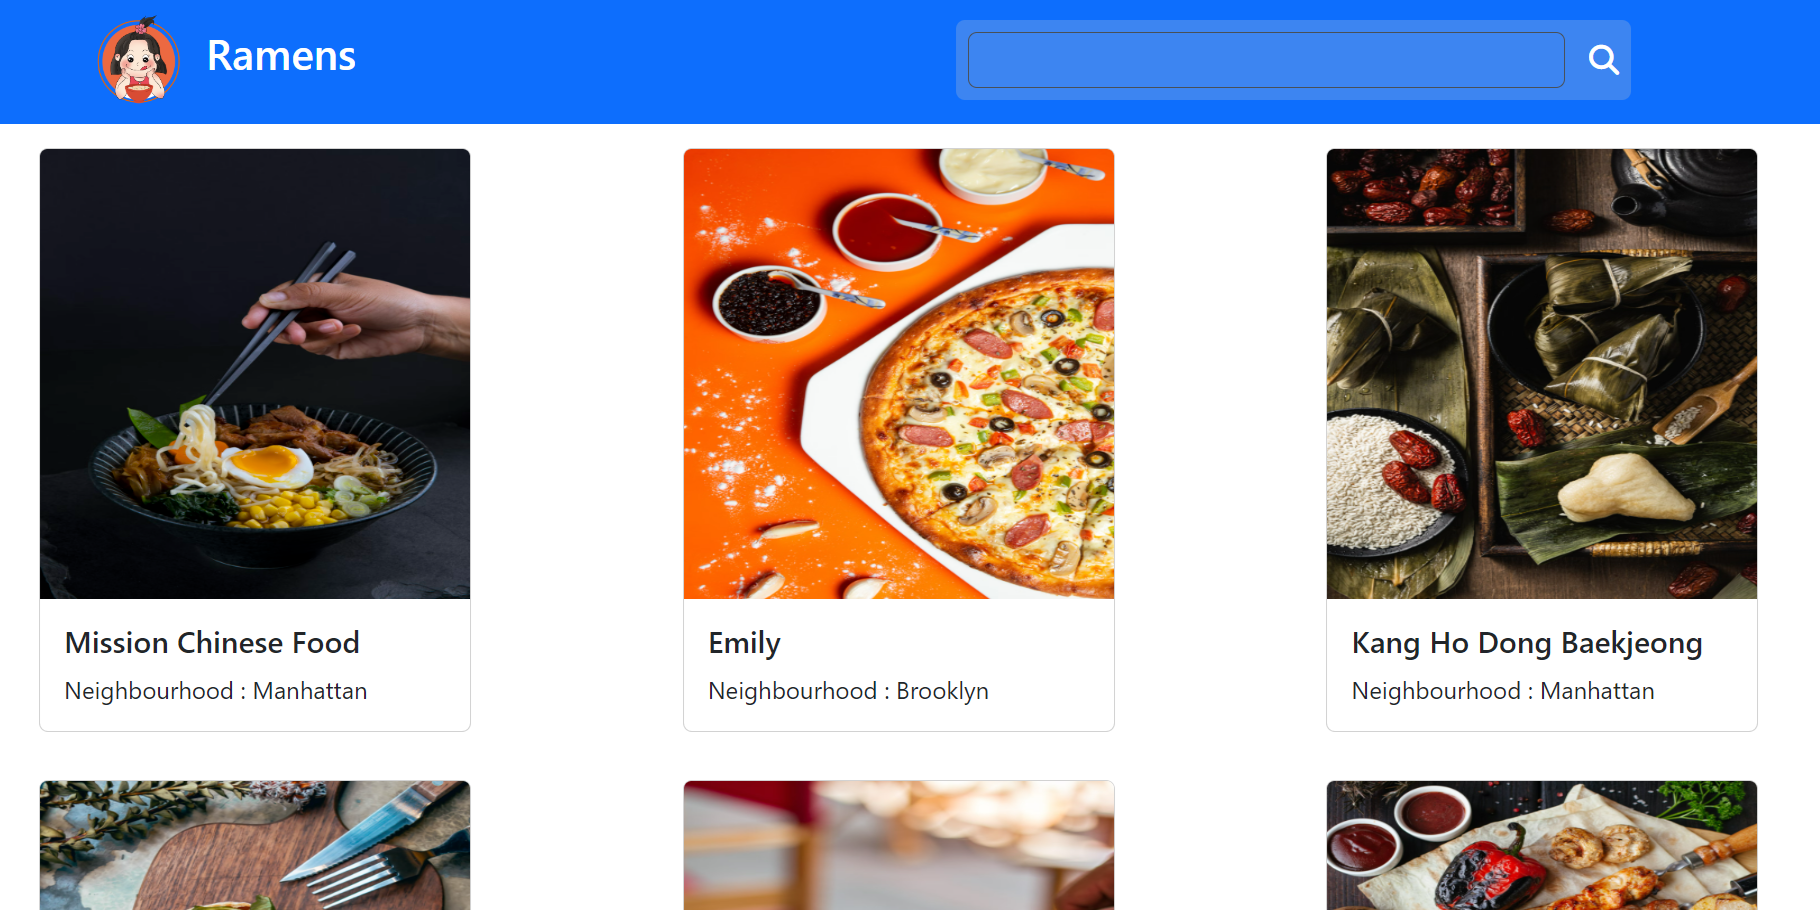 Ramens
Mission Chinese Food
Neighbourhood : Manhattan
Emily
Neighbourhood : Brooklyn
Kang Ho Dong Baekjeong
Neighbourhood : Manhattan